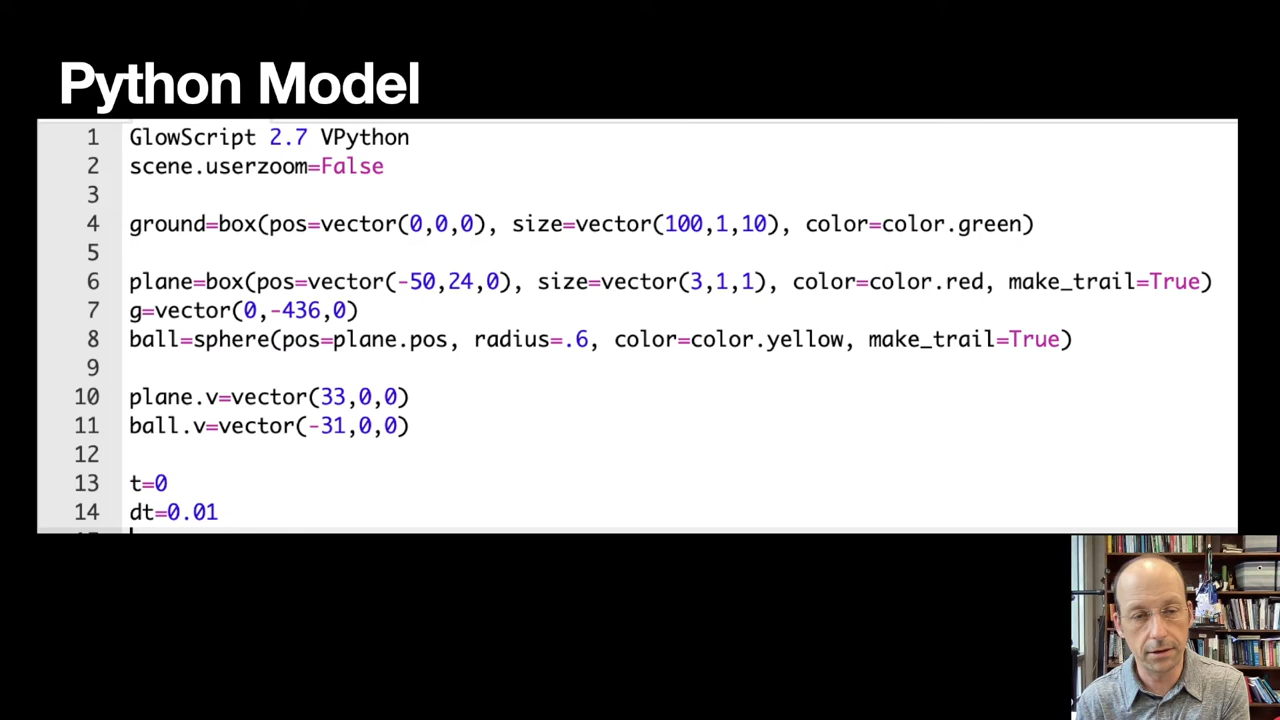 Python Model
1 GlowScript 2.7 VPython
2 scene.userzoom=False
3
4 ground=box(pos=vector(0,0,0), size=vector(100,1,10), color=color.green)
5
6 plane=box(pos=vector(-50,24,0), size=vector(3,1,1), color=color.red, make_trail=True)
7 g=vector(0,-436,0)
8 ball=sphere(pos=plane.pos, radius=.6, color=color.yellow, make_trail=True)
9
10 plane.v=vector(33,0,0)
11 ball.v=vector(-31,0,0)
12
13 t=0
14 dt=0.01